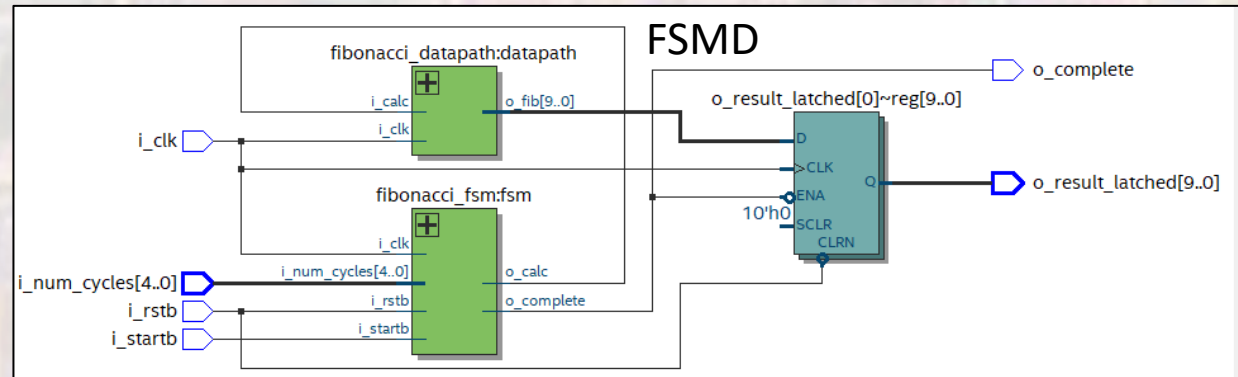 FSMD
fibonacci_datapath:datapath
i_calc
i_clk
o_fib[9..0]
o_complete
o_result_latched[0]~reg[9..0]
D
>CLK
ENA
10'h0
SCLR
CLRN
Q
o_result_latched[9..0]
i_clk
fibonacci_fsm:fsm
i_clk
i_num_cycles[4..0]
i_rstb
i_startb
o_calc
o_complete
i_num_cycles[4..0]
i_rstb
i_startb